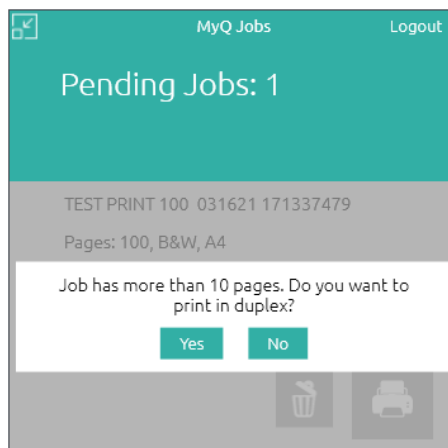 MyQ Jobs
Logout
Pending Jobs: 1
TEST PRINT 100 031621 171337479
Pages: 100, B&W, A4
Job has more than 10 pages. Do you want to
print in duplex?
Yes
No